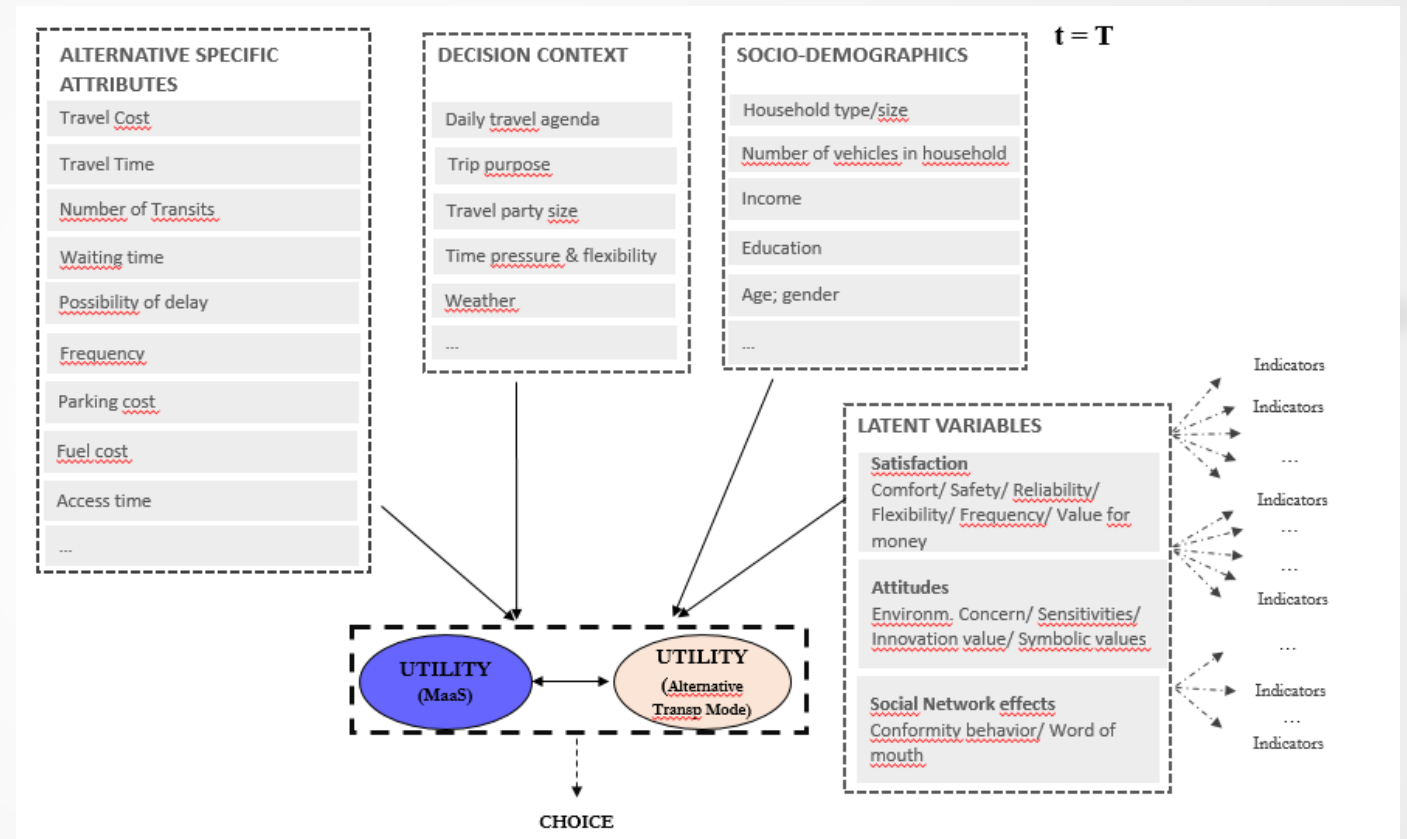 ALTERNATIVE SPECIFIC
ATTRIBUTES
Travel Cost
Travel Time
Number of Transits
Waiting time
Possibility of delay
Frequency
Parking cost
Fuel cost
Access time
...
DECISION CONTEXT
Daily travel agenda
Trip purpose
Travel party size
Time pressure & flexibility
Weather
...
SOCIO-DEMOGRAPHICS
Household type/size
Number of vehicles in household
Income
Education
Age; gender
...
t = T
LATENT VARIABLES
Satisfaction
Comfort/ Safety/ Reliability/
Flexibility/ Frequency/ Value for
money
Attitudes
Environm. Concern/ Sensitivities/
Innovation value/ Symbolic values
Social Network effects
Conformity behavior/ Word of
mouth
Indicators
Indicators
...
Indicators
...
...
Indicators
...
Indicators
...
Indicators
UTILITY
(MaaS)
UTILITY
(Alternative
Transp Mode)
CHOICE